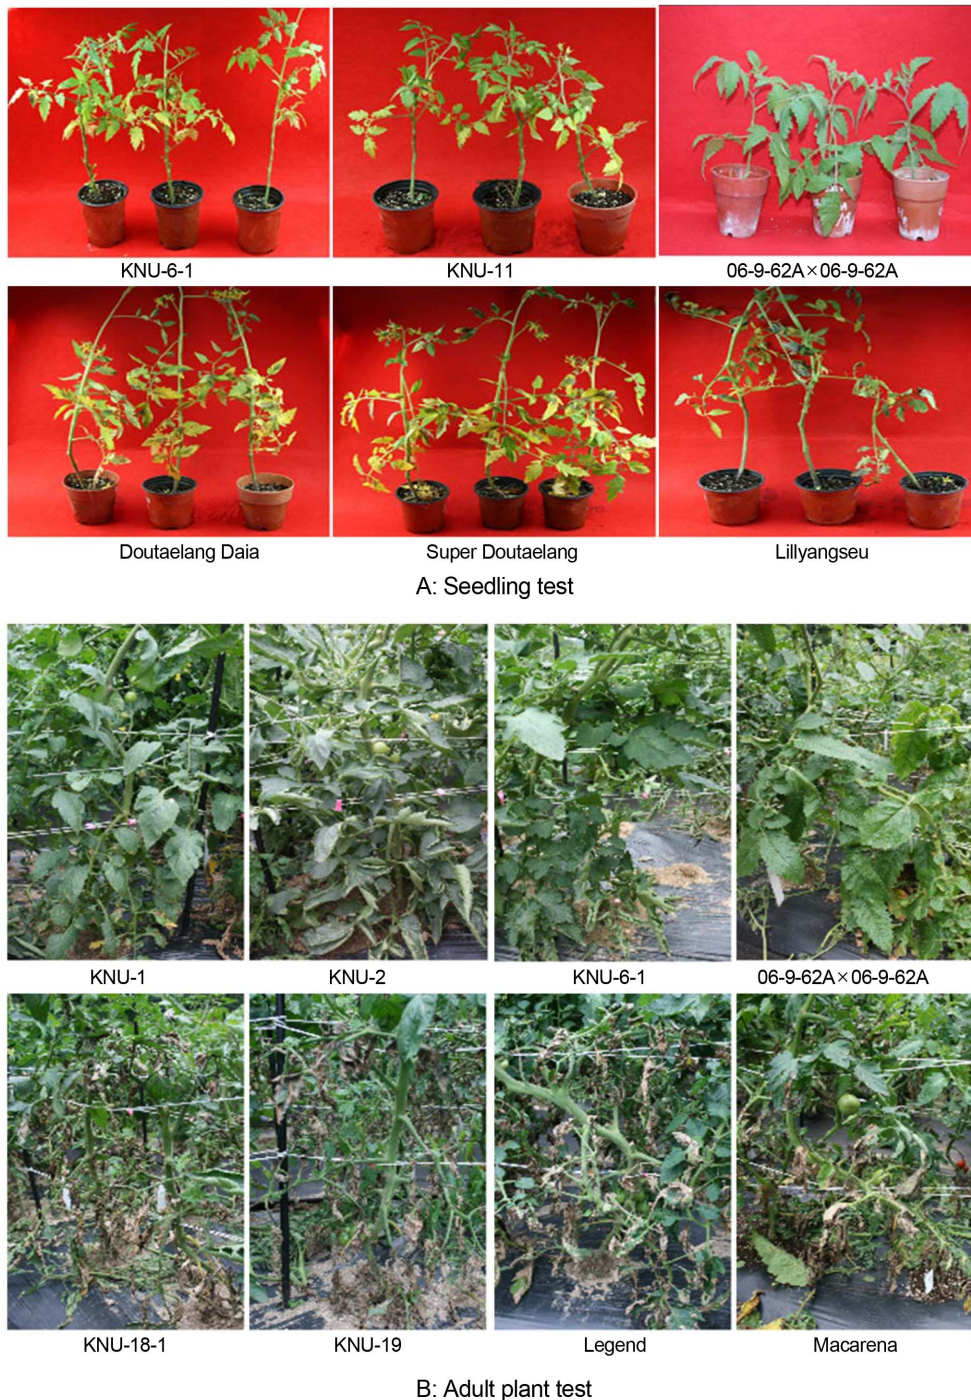 KNU-6-1
KNU-11
06-9-62A×06-9-62A
Doutaelang Daia
Super Doutaelang
Lillyangseu
A: Seedling test
KNU-1
KNU-2
KNU-6-1
06-9-62A×06-9-62A
KNU-18-1
KNU-19
Legend
Macarena
B: Adult plant test